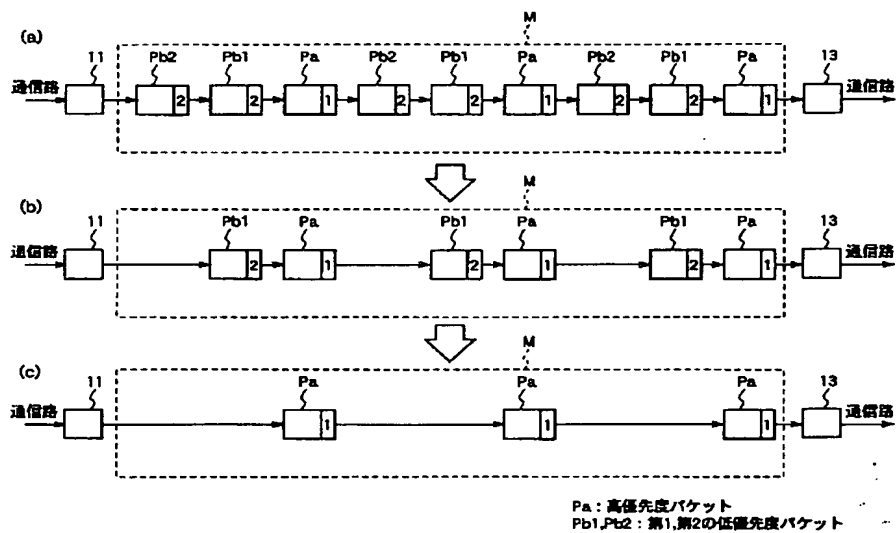 M
(a)
11 Pb2 Pb1 Pa Pb2 Pb1 Pa Pb2 Pb1 Pa 13
通信路 2 2 1 2 2 1 2 2 1 通信路
M
(b)
11 Pb1 Pa Pb1 Pa Pb1 Pa 13
通信路 2 1 2 1 2 1 通信路
M
(c)
11 Pa Pa Pa 13
通信路 1 1 1 通信路
Pa：高優先度パケット
Pb1,Pb2：第1,第2の低優先度パケット